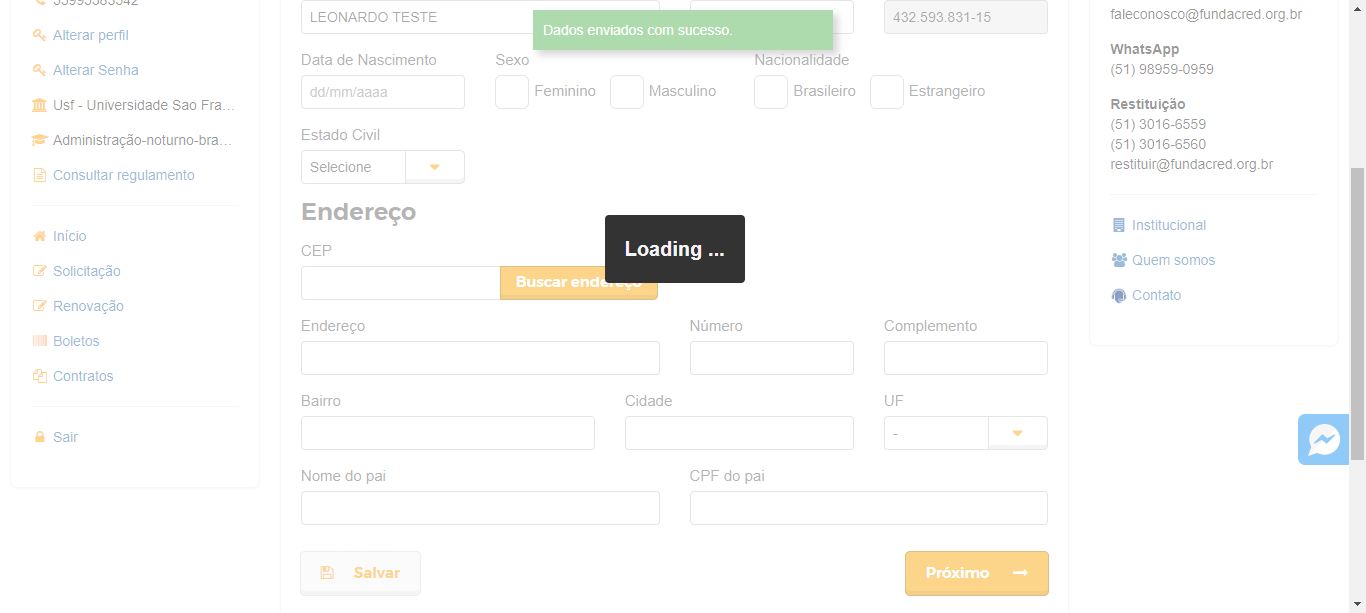 55995583542
Alterar perfil
Alterar Senha
Usf - Universidade Sao Fra...
Administração-noturno-bra...
Consultar regulamento
Início
Solicitação
Renovação
Boletos
Contratos
Sair
LEONARDO TESTE
432.593.831-15
Dados enviados com sucesso.
Data de Nascimento
Sexo
Nacionalidade
dd/mm/aaaa
Feminino
Masculino
Brasileiro
Estrangeiro
Estado Civil
Selecione
Endereço
Loading ...
CEP
Buscar endereço
Endereço
Número
Complemento
Bairro
Cidade
UF
-
Nome do pai
CPF do pai
Salvar
Próximo
faleconosco@fundacred.org.br
WhatsApp
(51) 98959-0959
Restituição
(51) 3016-6559
(51) 3016-6560
restituir@fundacred.org.br
Institucional
Quem somos
Contato